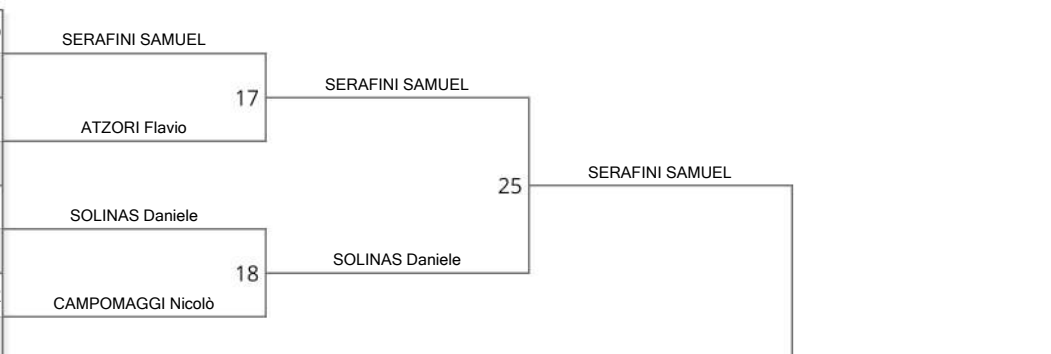 SERAFINI SAMUEL
SERAFINI SAMUEL
17
ATZORI Flavio
SERAFINI SAMUEL
25
SOLINAS Daniele
SOLINAS Daniele
18
CAMPOMAGGI Nicolò